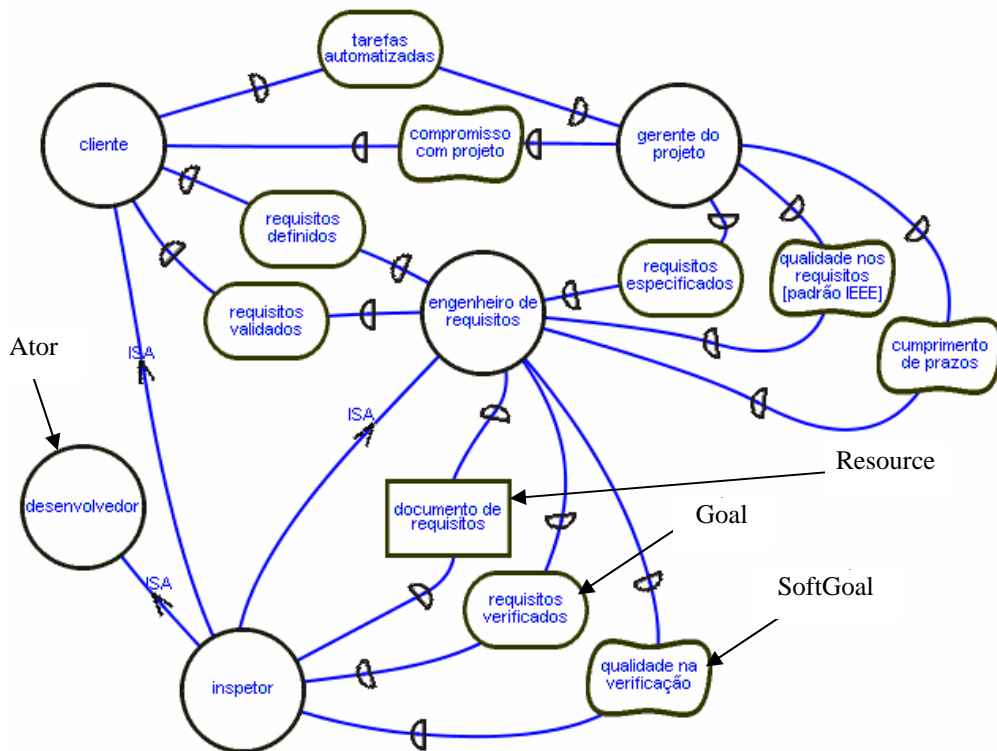 tarefas
automatizadas
cliente
compromisso
com projeto
gerente do
projeto
requisitos
definidos
engenheiro de
requisitos
requisitos
especificados
qualidade nos
requisitos
[padrão IEEE]
requisitos
validados
cumprimento
de prazos
Ator
ISA
ISA
Resource
desenvolvedor
documento de
requisitos
Goal
ISA
requisitos
verificados
SoftGoal
inspetor
qualidade na
verificação